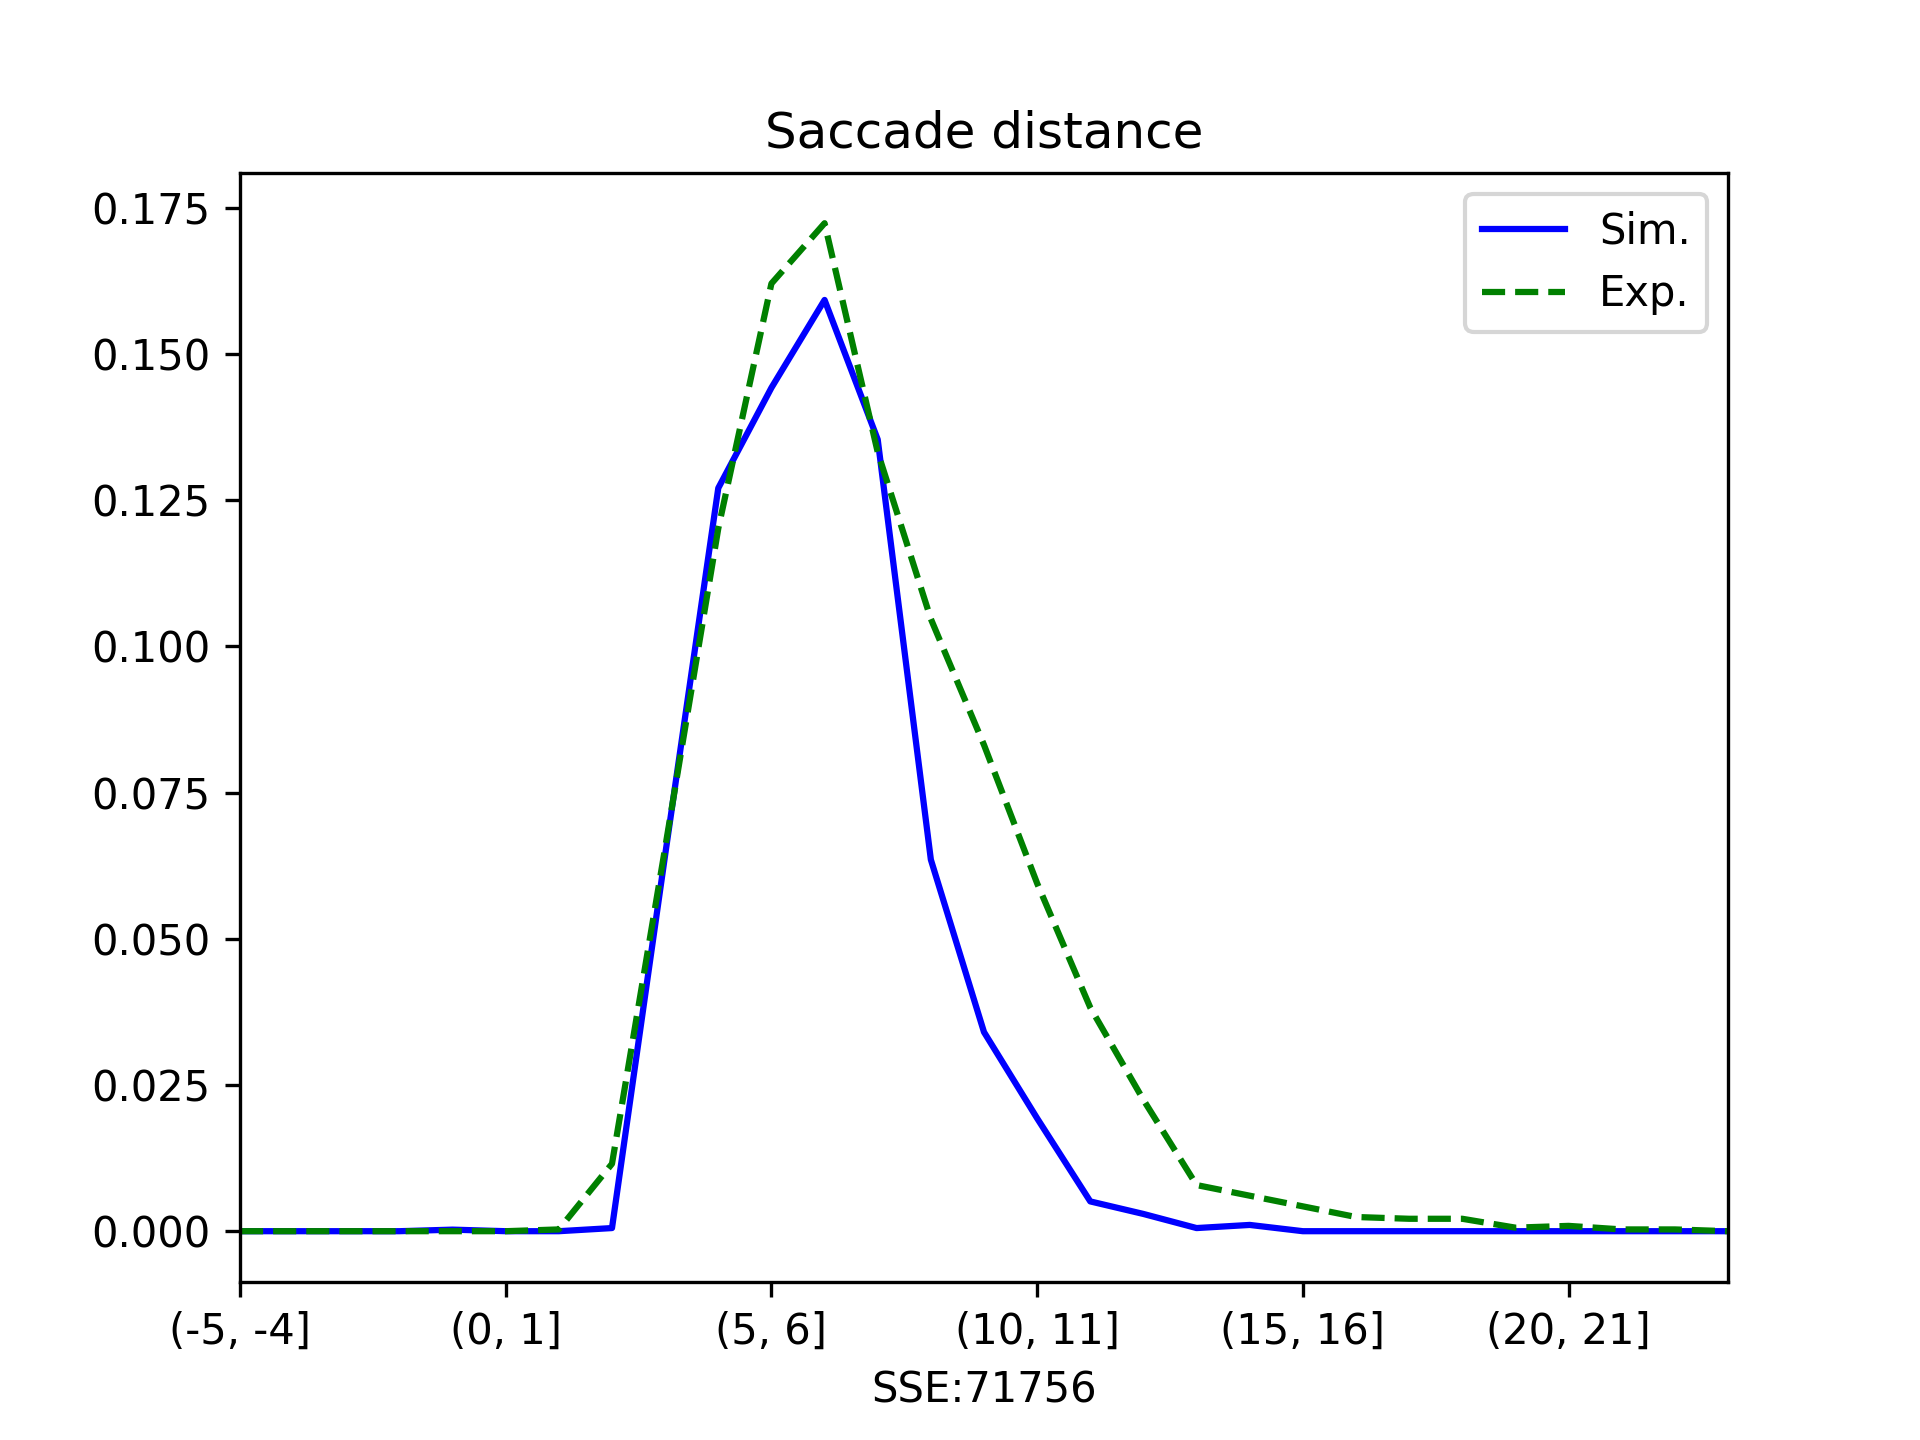 Saccade distance
0.175
0.150
0.125
0.100
0.075
0.050
0.025
0.000
Sim.
Exp.
(-5, -4] (0, 1] (5, 6] (10, 11] (15, 16] (20, 21]
SSE:71756